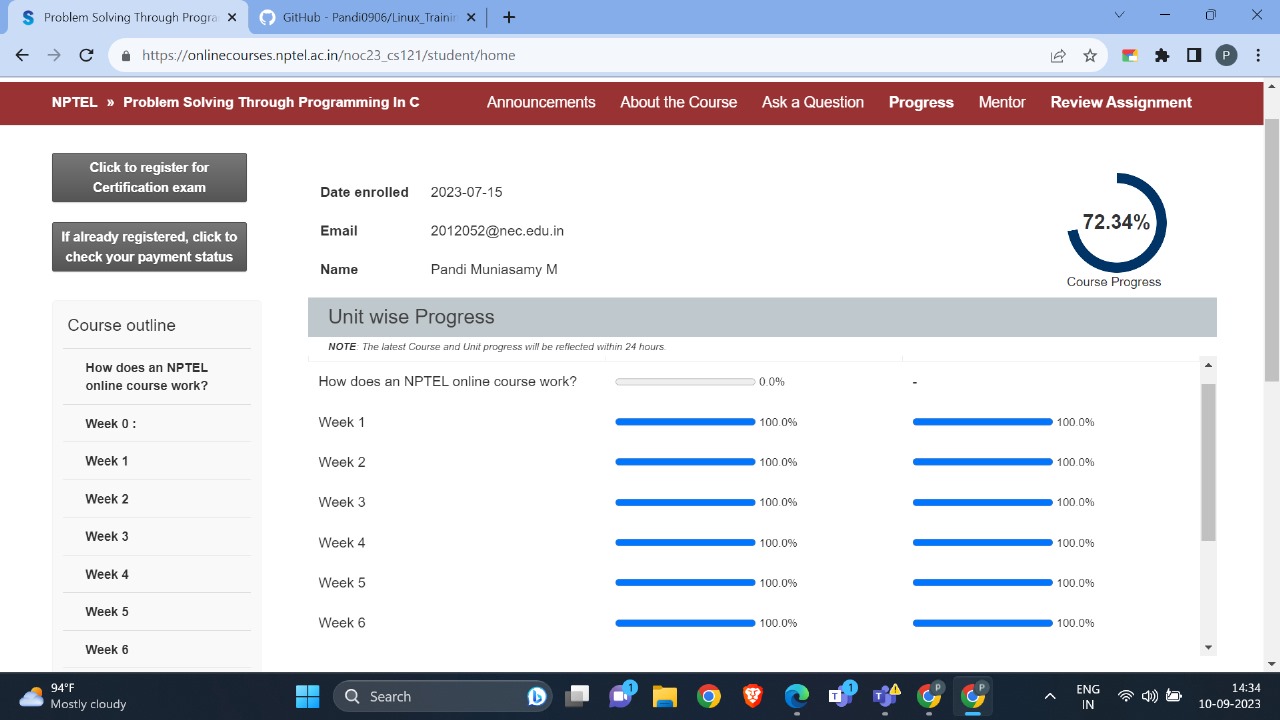 Problem Solving Through Progra
GitHub - Pandi0906/Linux_Trainin
https://onlinecourses.nptel.ac.in/noc23_cs121/student/home
P
NPTEL » Problem Solving Through Programming In C
Announcements About the Course Ask a Question Progress Mentor Review Assignment
Click to register for
Certification exam
If already registered, click to
check your payment status
Course outline
How does an NPTEL
online course work?
Week 0 :
Week 1
Week 2
Week 3
Week 4
Week 5
Week 6
Date enrolled 2023-07-15
Email 2012052@nec.edu.in
Name Pandi Muniasamy M
72.34%
Course Progress
Unit wise Progress
NOTE: The latest Course and Unit progress will be reflected within 24 hours.
How does an NPTEL online course work? 0.0% -
Week 1 100.0% 100.0%
Week 2 100.0% 100.0%
Week 3 100.0% 100.0%
Week 4 100.0% 100.0%
Week 5 100.0% 100.0%
Week 6 100.0% 100.0%
94°F
Mostly cloudy
Search
1
1
P
P
ENG
IN
14:34
10-09-2023